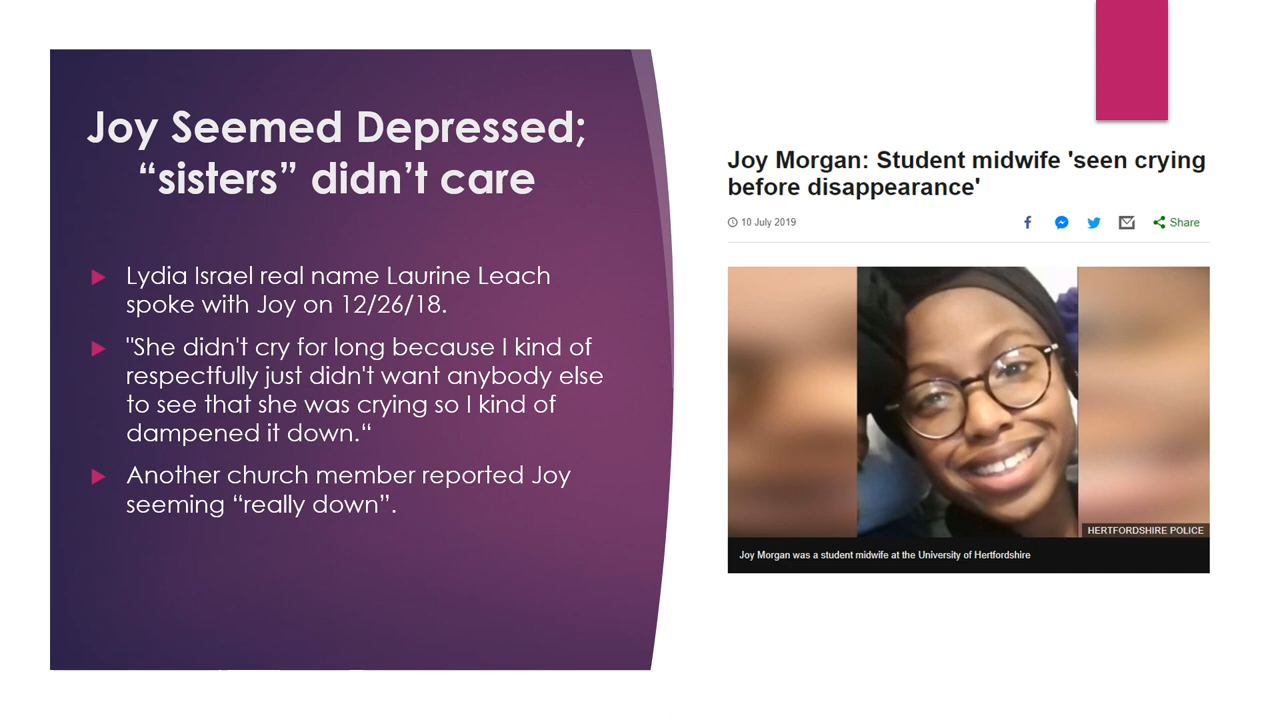 Joy Seemed Depressed;
“sisters” didn’t care
Lydia Israel real name Laurine Leach
spoke with Joy on 12/26/18.
"She didn't cry for long because I kind of
respectfully just didn't want anybody else
to see that she was crying so I kind of
dampened it down.“
Another church member reported Joy
seeming “really down”.
Joy Morgan: Student midwife 'seen crying
before disappearance'
10 July 2019
Share
HERTFORDSHIRE POLICE
Joy Morgan was a student midwife at the University of Hertfordshire